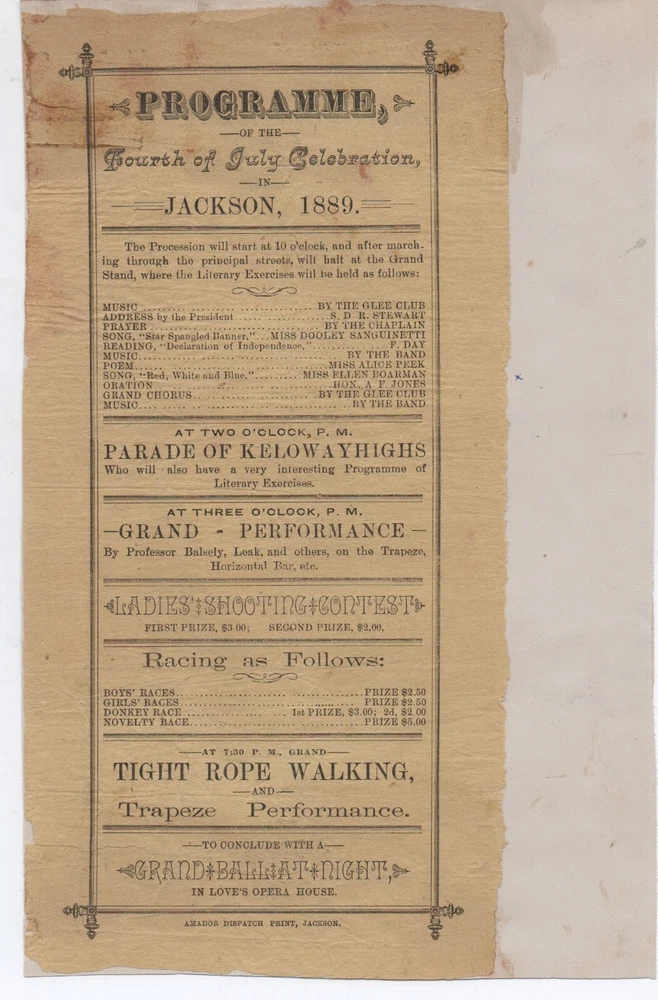 PROGRAMME,
—OF THE—
Fourth of July Celebration,
—IN—
JACKSON, 1889.
The Procession will start at 10 o'clock, and after march-
ing through the principal streets, will halt at the Grand
Stand, where the Literary Exercises will be held as follows:
MUSIC ........ BY THE GLEE CLUB
ADDRESS by the President ........ S. D R. STEWART
PRAYER ........ BY THE CHAPLAIN
SONG, "Star Spangled Banner," ... MISS DOOLEY SANGUINETTI
READING, "Declaration of Independence," ........ F. DAY
MUSIC ........ BY THE BAND
POEM ........ MISS ALICE PEEK
SONG, "Red, White and Blue," ........ MISS ELLEN BOARMAN
ORATION ........ HON. A F. JONES
GRAND CHORUS ........ BY THE GLEE CLUB
MUSIC ........ BY THE BAND
AT TWO O'CLOCK, P. M.
PARADE OF KELOWAYHIGHS
Who will also have a very interesting Programme of
Literary Exercises.
AT THREE O'CLOCK, P. M.
—GRAND - PERFORMANCE—
By Professor Balsely, Leak, and others, on the Trapeze,
Horizontal Bar, etc.
LADIES' SHOOTING CONTEST
FIRST PRIZE, $3 00; SECOND PRIZE, $2.00.
Racing as Follows:
BOYS' RACES ........ PRIZE $2.50
GIRLS' RACES ........ PRIZE $2.50
DONKEY RACE ........ 1st PRIZE, $3.00; 2d, $2 00
NOVELTY RACE ........ PRIZE $5.00
—AT 7:30 P. M., GRAND—
TIGHT ROPE WALKING,
—AND—
Trapeze Performance.
—TO CONCLUDE WITH A—
GRAND BALL AT NIGHT,
IN LOVE'S OPERA HOUSE.
AMADOR DISPATCH PRINT, JACKSON.